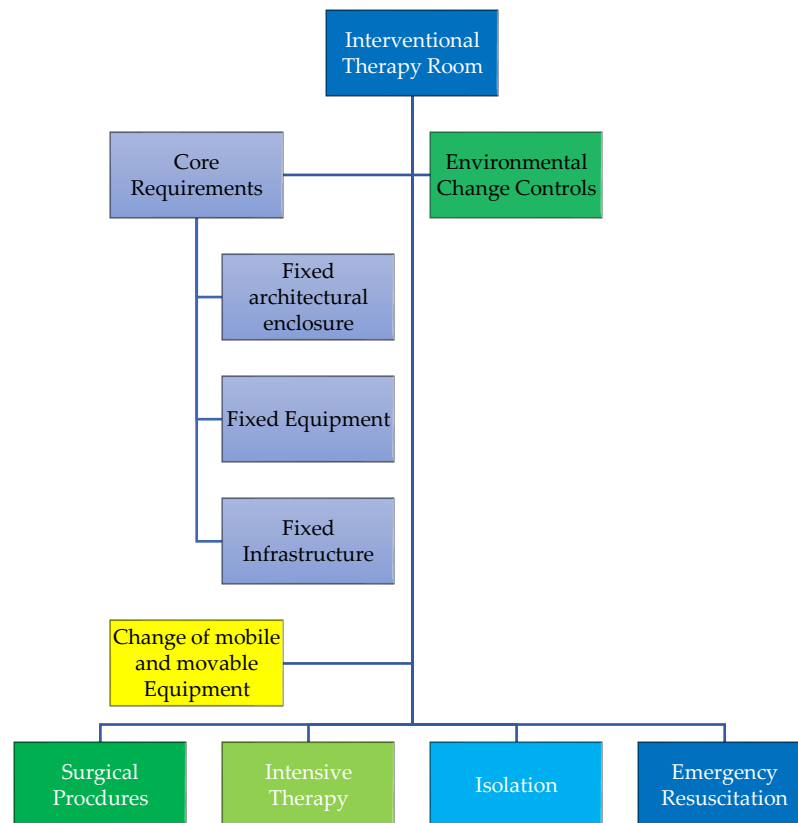 Interventional
Therapy Room
Core
Requirements
Environmental
Change Controls
Fixed
architectural
enclosure
Fixed Equipment
Fixed
Infrastructure
Change of mobile
and movable
Equipment
Surgical
Procdures
Intensive
Therapy
Isolation
Emergency
Resuscitation